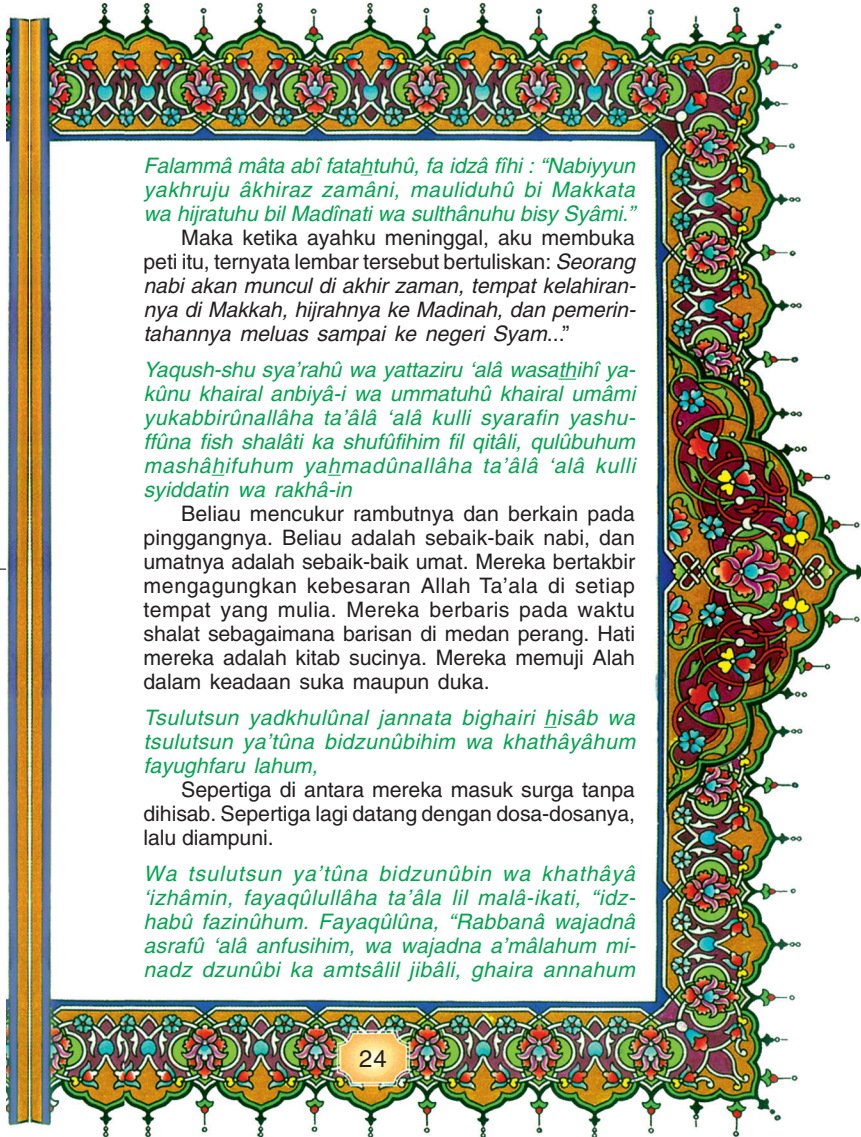 Falammâ mâta abî fatahtuhû, fa idzâ fîhi : “Nabiyyun
yakhruju âkhiraz zamâni, mauliduhû bi Makkata
wa hijratuhu bil Madînati wa sulthânuhu bisy Syâmi.”
Maka ketika ayahku meninggal, aku membuka
peti itu, ternyata lembar tersebut bertuliskan: Seorang
nabi akan muncul di akhir zaman, tempat kelahiran-
nya di Makkah, hijrahnya ke Madinah, dan pemerin-
tahannya meluas sampai ke negeri Syam...”
Yaqush-shu sya’rahû wa yattaziru ‘alâ wasathihî ya-
kûnu khairal anbiyâ-i wa ummatuhû khairal umâmi
yukabbirûnallâha ta’âlâ ‘alâ kulli syarafin yashu-
ffûna fish shalâti ka shufûfihim fil qitâli, qulûbuhum
mashâhifuhum yahmadûnallâha ta’âlâ ‘alâ kulli
syiddatin wa rakhâ-in
Beliau mencukur rambutnya dan berkain pada
pinggangnya. Beliau adalah sebaik-baik nabi, dan
umatnya adalah sebaik-baik umat. Mereka bertakbir
mengagungkan kebesaran Allah Ta’ala di setiap
tempat yang mulia. Mereka berbaris pada waktu
shalat sebagaimana barisan di medan perang. Hati
mereka adalah kitab sucinya. Mereka memuji Alah
dalam keadaan suka maupun duka.
Tsulutsun yadkhulûnal jannata bighairi hisâb wa
tsulutsun ya’tûna bidzunûbihim wa khathâyâhum
fayughfaru lahum,
Sepertiga di antara mereka masuk surga tanpa
dihisab. Sepertiga lagi datang dengan dosa-dosanya,
lalu diampuni.
Wa tsulutsun ya’tûna bidzunûbin wa khathâyâ
‘izhâmin, fayaqûlullâha ta’âla lil malâ-ikati, “idz-
habû fazinûhum. Fayaqûlûna, “Rabbanâ wajadnâ
asrafû ‘alâ anfusihim, wa wajadna a’mâlahum mi-
nadz dzunûbi ka amtsâlil jibâli, ghaira annahum
24